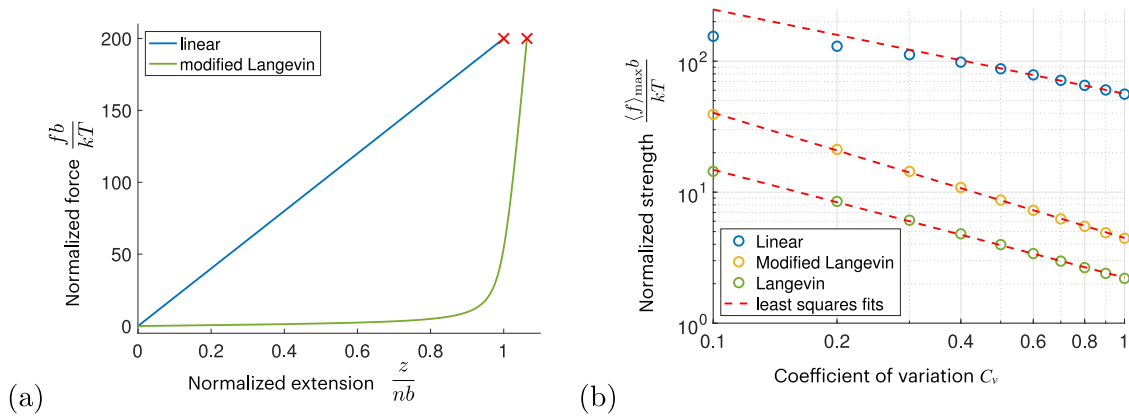 200
150
100
50
0
Normalized force fb/kT
linear
modified Langevin
0
0.2
0.4
0.6
0.8
1
Normalized extension z/nb
(a)
10^2
10^1
10^0
Normalized strength ⟨f⟩max b/kT
Linear
Modified Langevin
Langevin
least squares fits
0.1
0.2
0.4
0.6
0.8
1
Coefficient of variation Cv
(b)